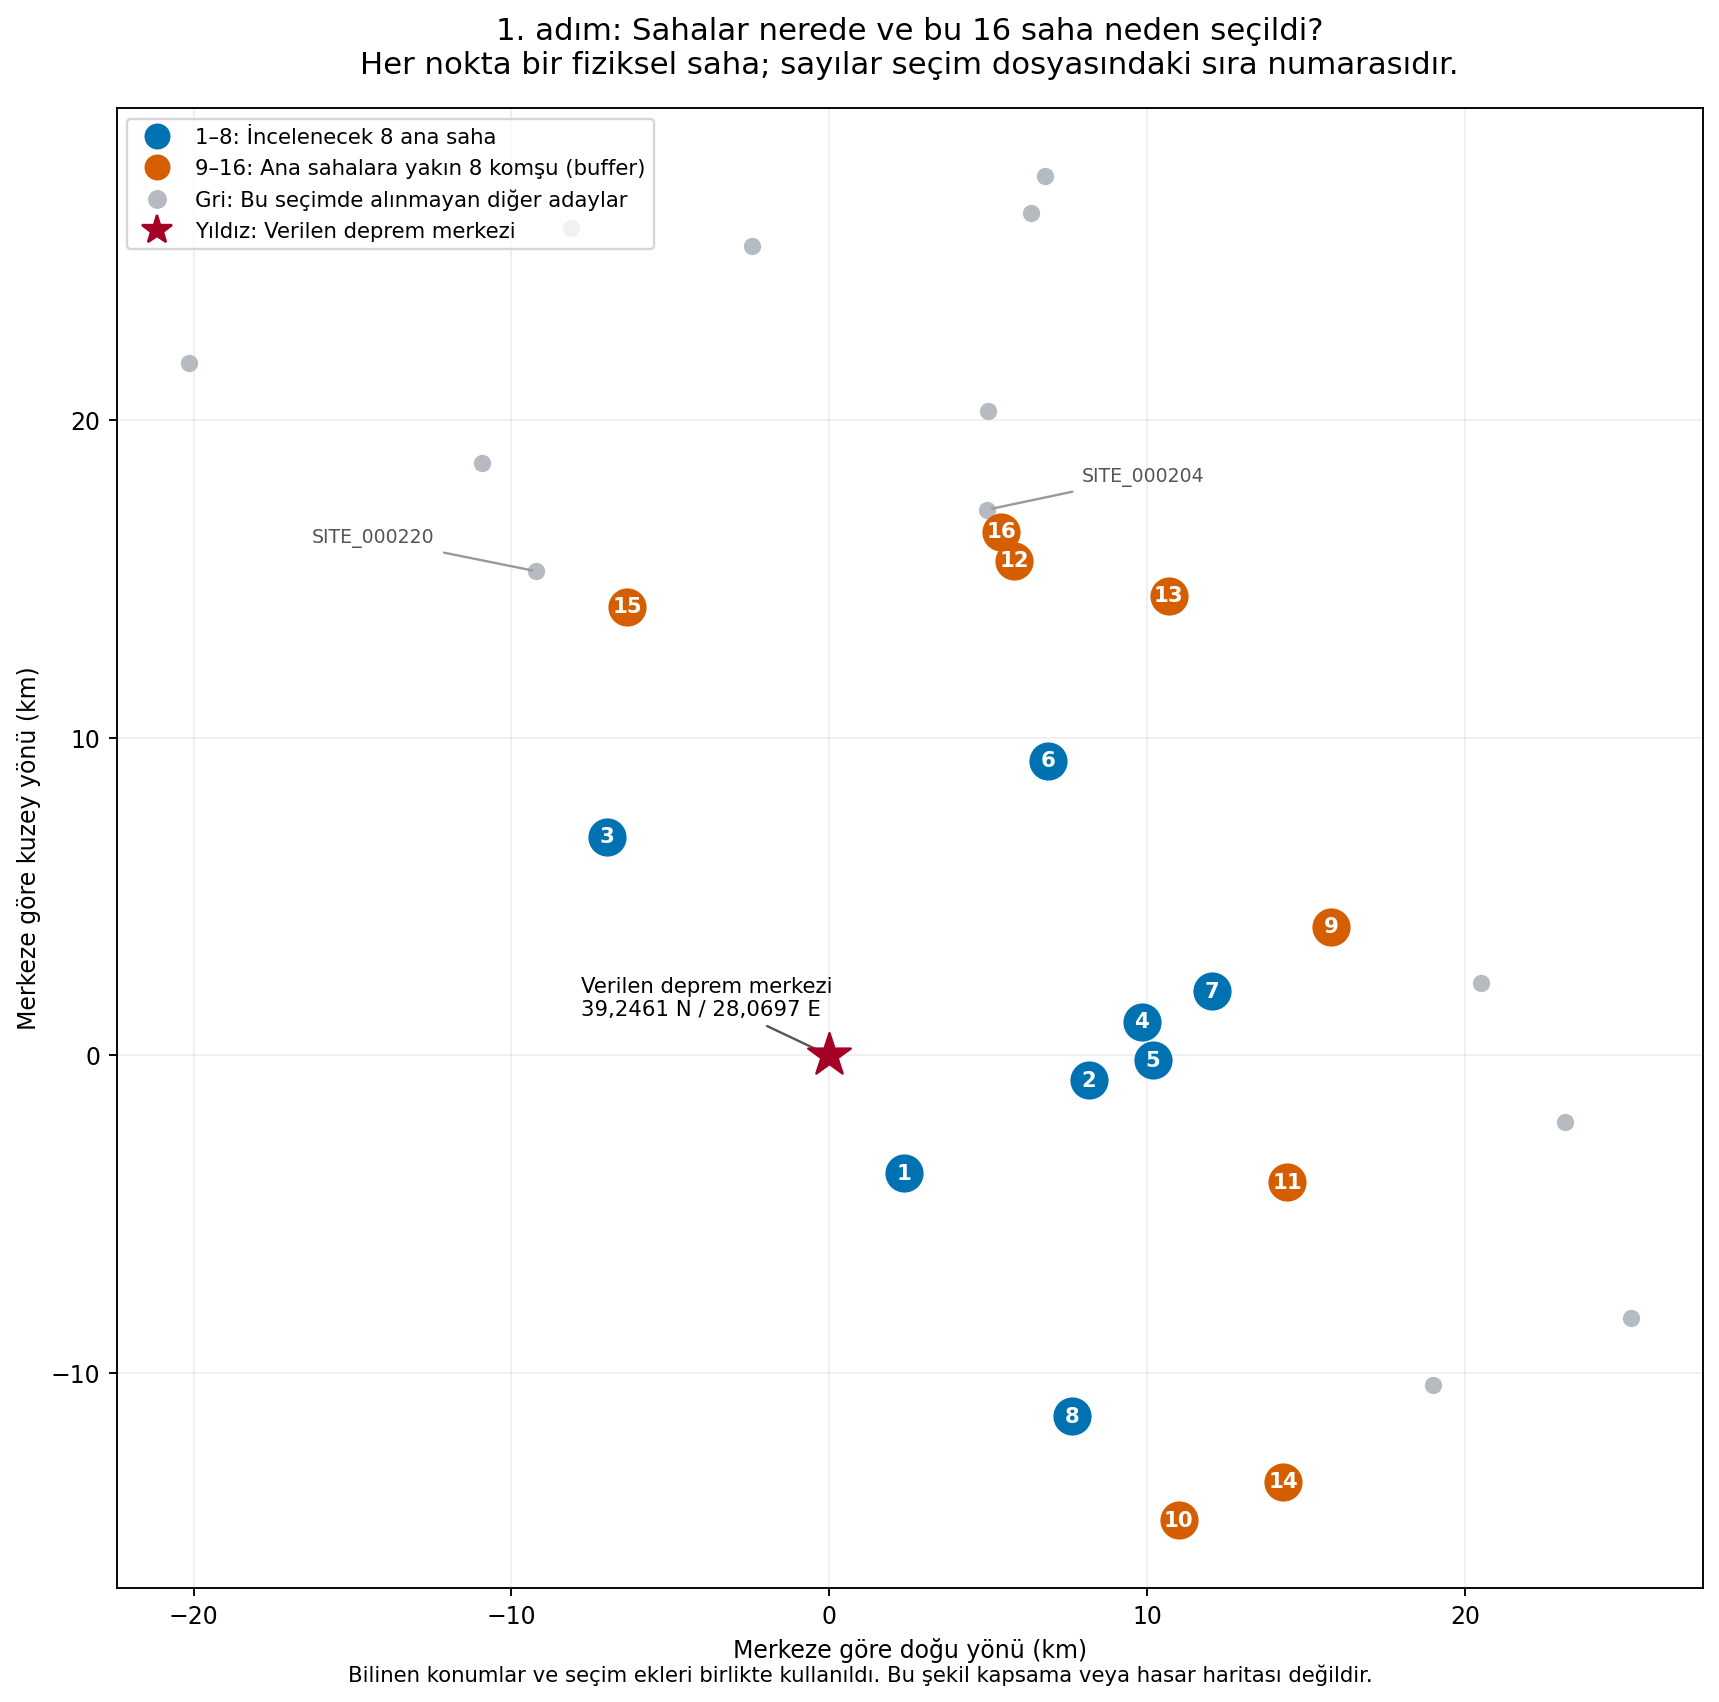 1. adım: Sahalar nerede ve bu 16 saha neden seçildi?
Her nokta bir fiziksel saha; sayılar seçim dosyasındaki sıra numarasıdır.
1–8: İncelenecek 8 ana saha
9–16: Ana sahalara yakın 8 komşu (buffer)
Gri: Bu seçimde alınmayan diğer adaylar
Yıldız: Verilen deprem merkezi
20
10
0
−10
Merkeze göre kuzey yönü (km)
SITE_000204
SITE_000220
16
12
13
15
6
3
9
Verilen deprem merkezi
39,2461 N / 28,0697 E
7
4
5
2
1
11
8
14
10
−20
−10
0
10
20
Merkeze göre doğu yönü (km)
Bilinen konumlar ve seçim ekleri birlikte kullanıldı. Bu şekil kapsama veya hasar haritası değildir.